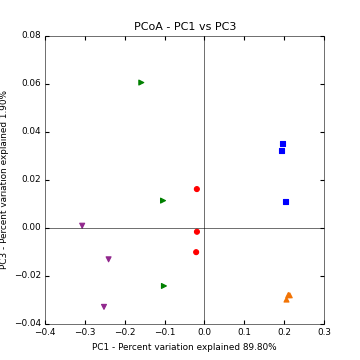 PCoA - PC1 vs PC3
0.08
0.06
0.04
0.02
0.00
−0.02
−0.04
PC3 - Percent variation explained 1.90%
−0.4 −0.3 −0.2 −0.1 0.0 0.1 0.2 0.3
PC1 - Percent variation explained 89.80%